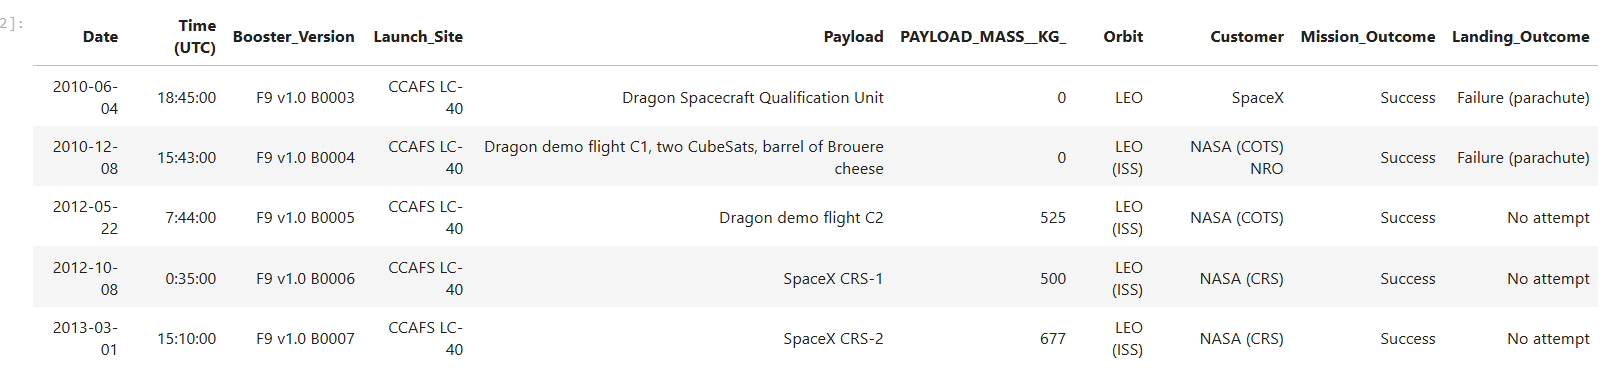 2]:
Date Time (UTC) Booster_Version Launch_Site Payload PAYLOAD_MASS__KG_ Orbit Customer Mission_Outcome Landing_Outcome
2010-06-04 18:45:00 F9 v1.0 B0003 CCAFS LC-40 Dragon Spacecraft Qualification Unit 0 LEO SpaceX Success Failure (parachute)
2010-12-08 15:43:00 F9 v1.0 B0004 CCAFS LC-40 Dragon demo flight C1, two CubeSats, barrel of Brouere cheese 0 LEO (ISS) NASA (COTS) NRO Success Failure (parachute)
2012-05-22 7:44:00 F9 v1.0 B0005 CCAFS LC-40 Dragon demo flight C2 525 LEO (ISS) NASA (COTS) Success No attempt
2012-10-08 0:35:00 F9 v1.0 B0006 CCAFS LC-40 SpaceX CRS-1 500 LEO (ISS) NASA (CRS) Success No attempt
2013-03-01 15:10:00 F9 v1.0 B0007 CCAFS LC-40 SpaceX CRS-2 677 LEO (ISS) NASA (CRS) Success No attempt